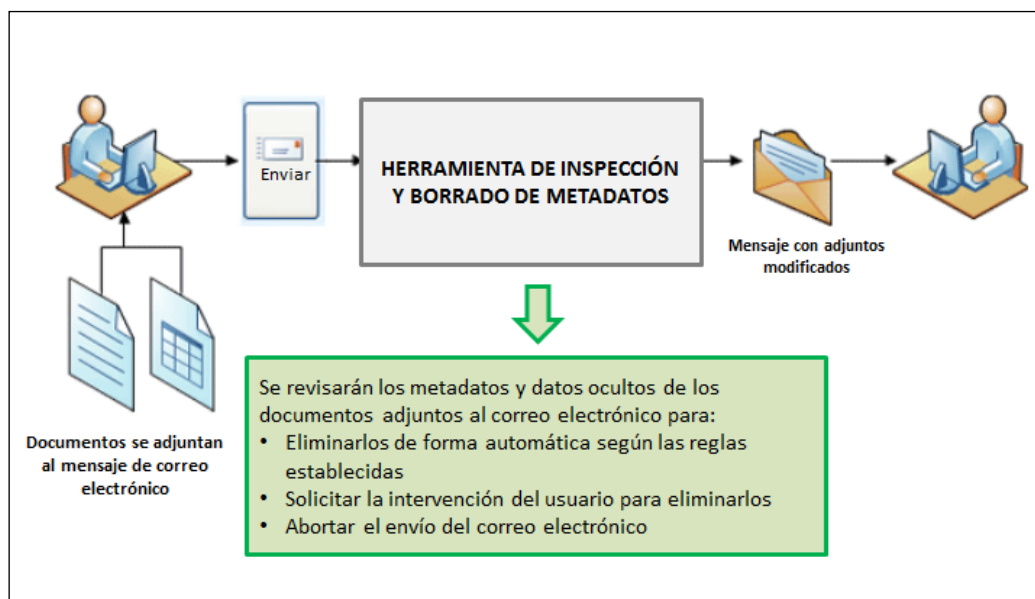 Enviar
HERRAMIENTA DE INSPECCIÓN
Y BORRADO DE METADATOS
Mensaje con adjuntos
modificados
Documentos se adjuntan
al mensaje de correo
electrónico
Se revisarán los metadatos y datos ocultos de los
documentos adjuntos al correo electrónico para:
• Eliminarlos de forma automática según las reglas
establecidas
• Solicitar la intervención del usuario para eliminarlos
• Abortar el envío del correo electrónico